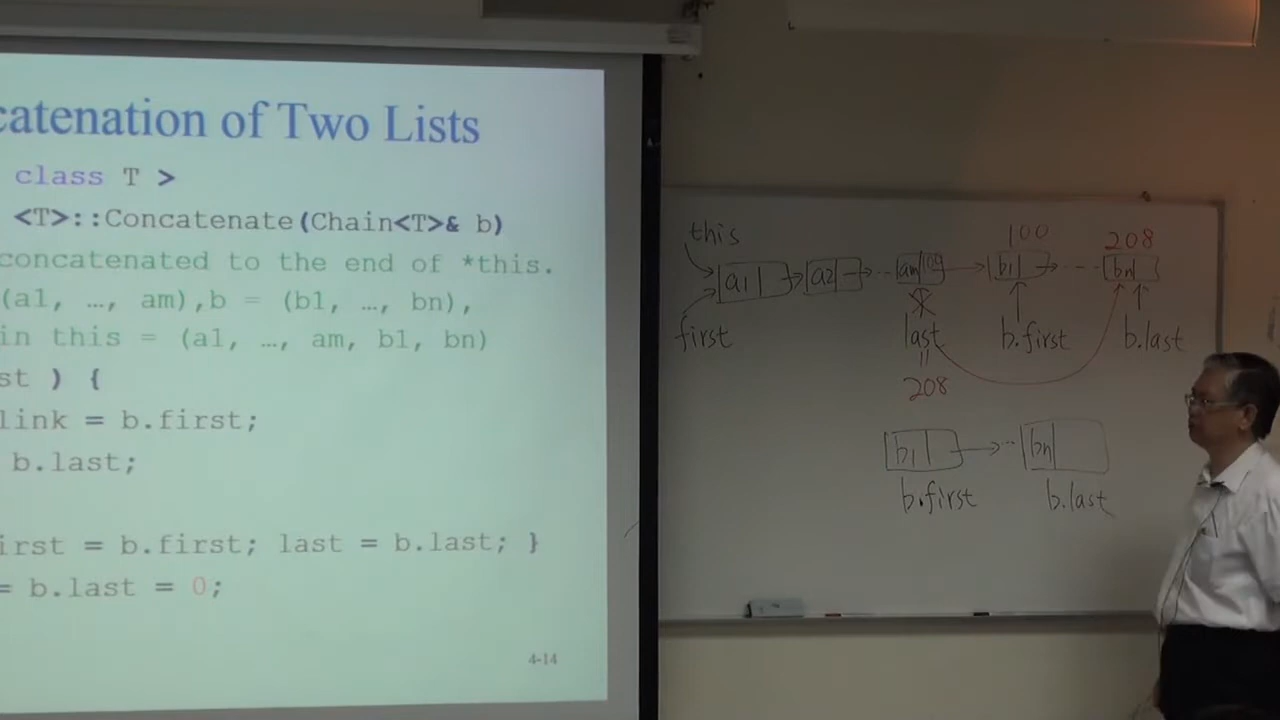 catenation of Two Lists
class T >
<T>::Concatenate(Chain<T>& b)
concatenated to the end of *this.
(a1, …, am),b = (b1, …, bn),
in this = (a1, …, am, b1, bn)
st ) {
link = b.first;
b.last;
irst = b.first; last = b.last; }
= b.last = 0;
4-14
this
100
208
a1
a2
...
am
b1
...
bn
first
last
b.first
b.last
=
208
b1
...
bn
b.first
b.last